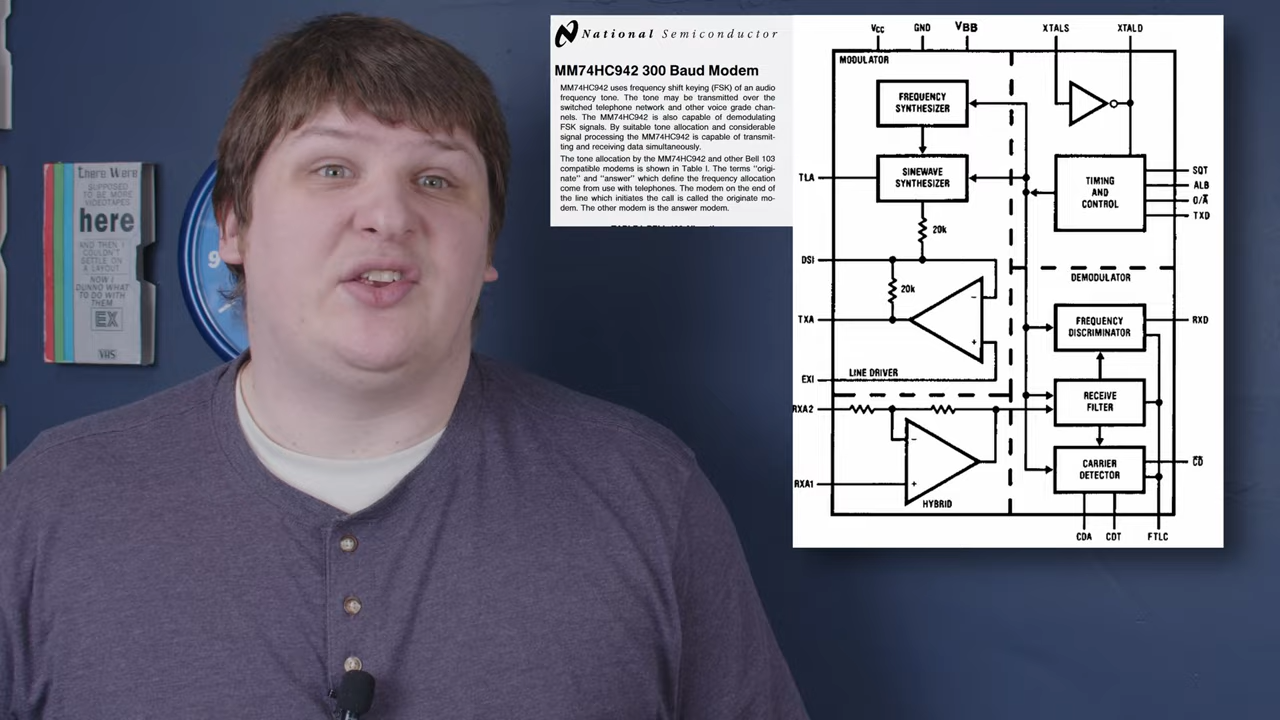 There Were
SUPPOSED
TO BE MORE
VIDEOTAPES
here
AND THEN I
COULDN'T
SETTLE ON
A LAYOUT
NOW I
DUNNO WHAT
TO DO WITH
THEM
EX
VHS
9
National Semiconductor
MM74HC942 300 Baud Modem
MM74HC942 uses frequency shift keying (FSK) of an audio
frequency tone. The tone may be transmitted over the
switched telephone network and other voice grade chan-
nels. The MM74HC942 is also capable of demodulating
FSK signals. By suitable tone allocation and considerable
signal processing the MM74HC942 is capable of transmit-
ting and receiving data simultaneously.
The tone allocation by the MM74HC942 and other Bell 103
compatible modems is shown in Table I. The terms "origi-
nate" and "answer" which define the frequency allocation
come from use with telephones. The modem on the end of
the line which initiates the call is called the originate mo-
dem. The other modem is the answer modem.
VCC GND VBB XTALS XTALD
MODULATOR
FREQUENCY
SYNTHESIZER
TLA
SINEWAVE
SYNTHESIZER
TIMING
AND
CONTROL
SQT
ALB
O/A̅
TXD
20k
DSI
DEMODULATOR
20k
TXA
FREQUENCY
DISCRIMINATOR
RXD
EXI
LINE DRIVER
RXA2
RECEIVE
FILTER
CARRIER
DETECTOR
C̅D̅
RXA1
HYBRID
CDA CDT FTLC